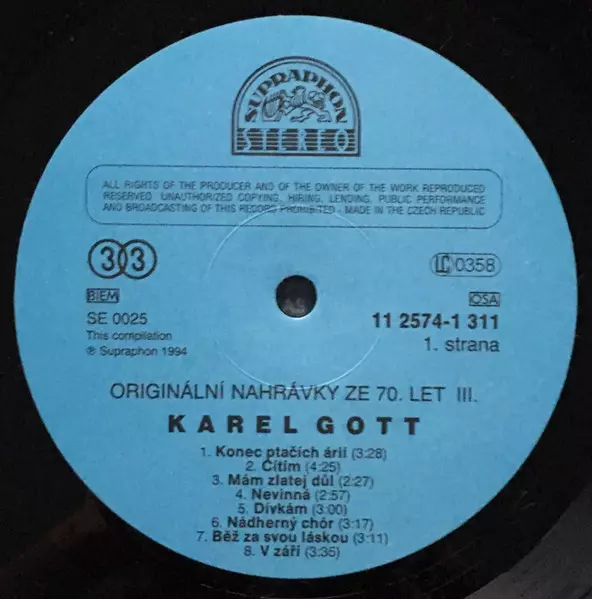 SUPRAPHON
STEREO
ALL RIGHTS OF THE PRODUCER AND OF THE OWNER OF THE WORK REPRODUCED
RESERVED UNAUTHORIZED COPYING, HIRING, LENDING, PUBLIC PERFORMANCE
AND BROADCASTING OF THIS RECORD PROHIBITED - MADE IN THE CZECH REPUBLIC
33
LC 0358
BIEM
OSA
SE 0025
11 2574-1 311
This compilation
1. strana
℗ Supraphon 1994
ORIGINÁLNÍ NAHRÁVKY ZE 70. LET III.
KAREL GOTT
1. Konec ptačích árií (3:28)
2. Cítím (4:25)
3. Mám zlatej důl (2:27)
4. Nevinná (2:57)
5. Dívkám (3:00)
6. Nádherný chór (3:17)
7. Běž za svou láskou (3:11)
8. V září (3:35)